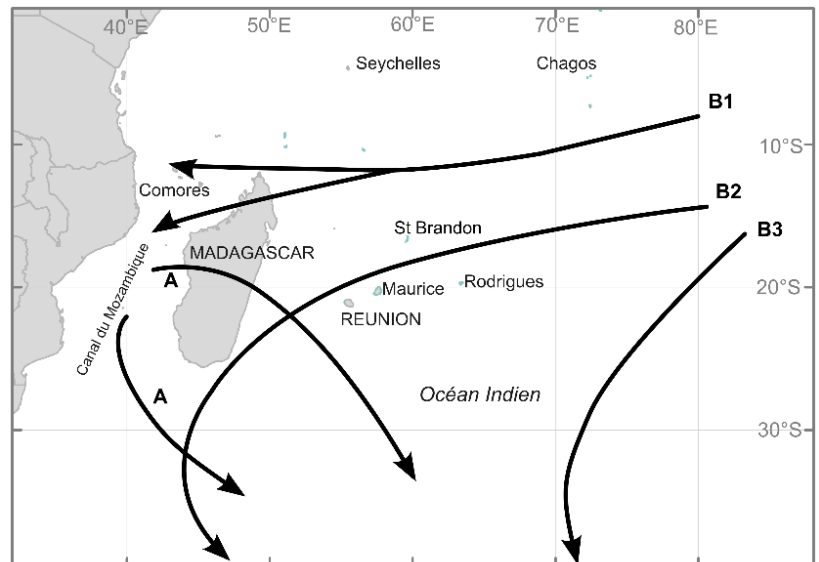 40°E 50°E 60°E 70°E 80°E
Seychelles Chagos
B1
10°S
Comores
B2
St Brandon
B3
MADAGASCAR
A
Canal du Mozambique
20°S
Maurice Rodrigues
REUNION
A
Océan Indien
30°S